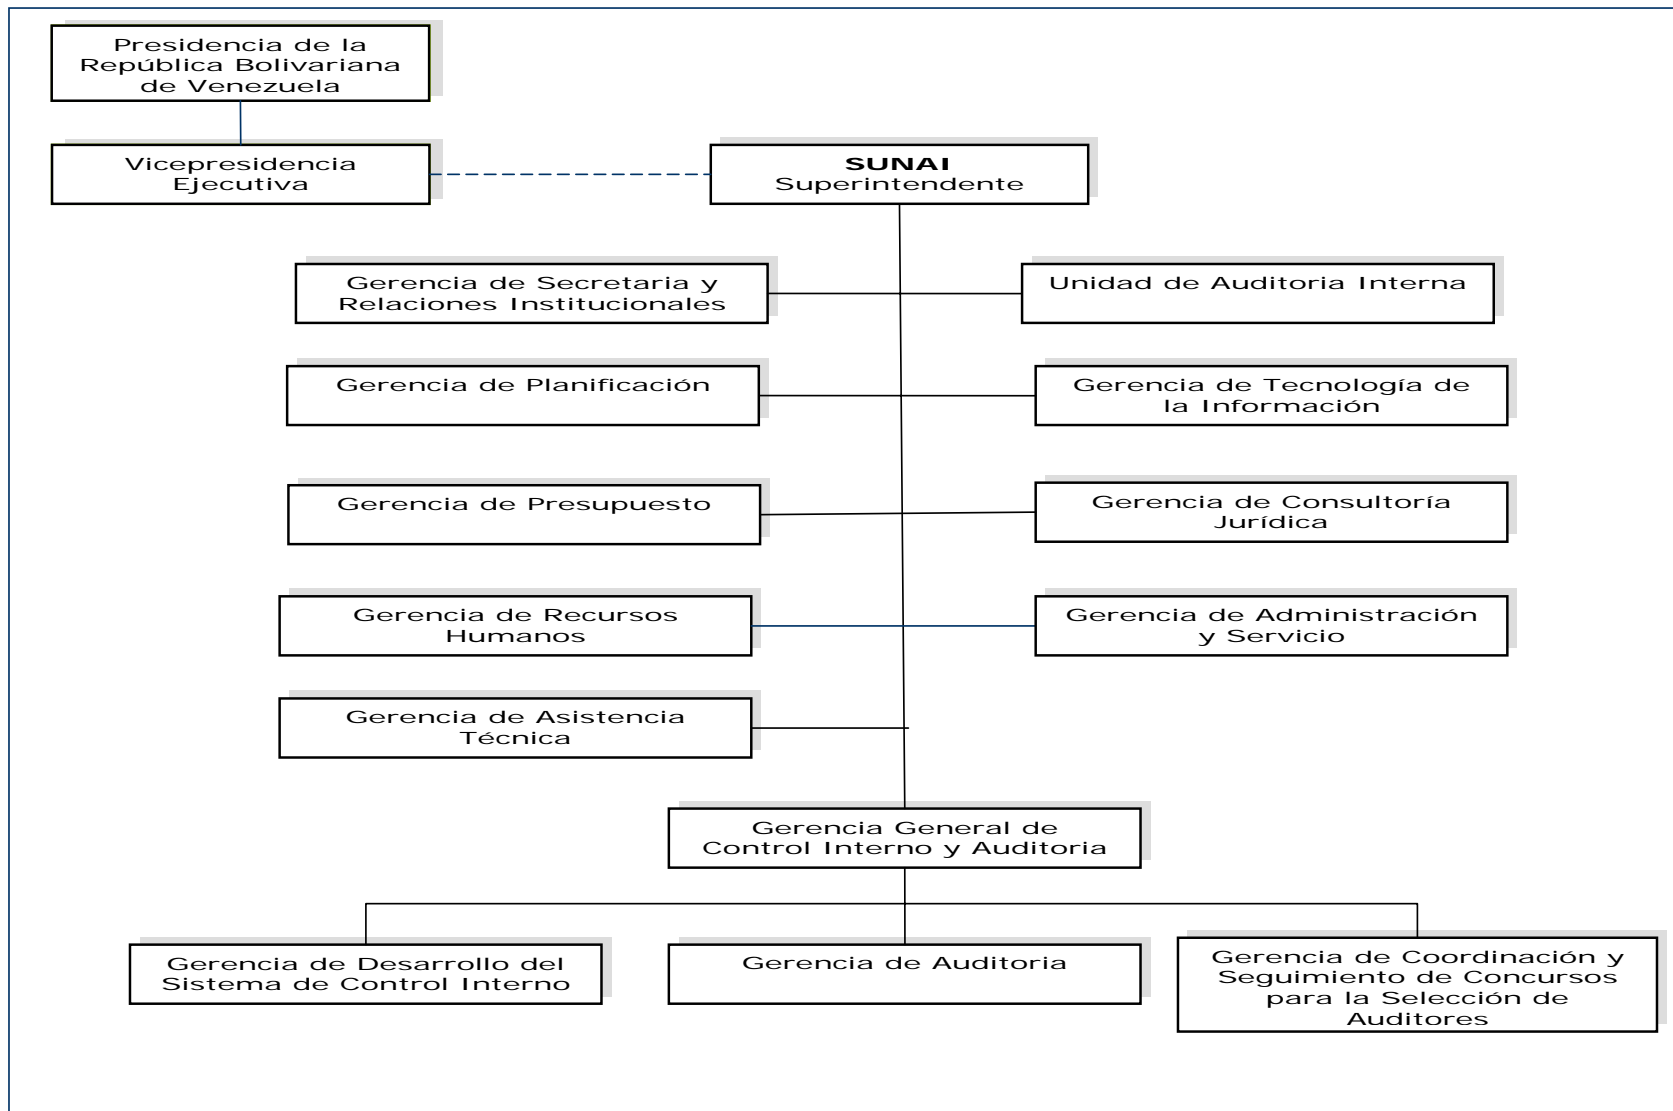 Presidencia de la
República Bolivariana
de Venezuela
Vicepresidencia
Ejecutiva
SUNAI
Superintendente
Gerencia de Secretaria y
Relaciones Institucionales
Unidad de Auditoria Interna
Gerencia de Planificación
Gerencia de Tecnología de
la Información
Gerencia de Presupuesto
Gerencia de Consultoría
Jurídica
Gerencia de Recursos
Humanos
Gerencia de Administración
y Servicio
Gerencia de Asistencia
Técnica
Gerencia General de
Control Interno y Auditoria
Gerencia de Desarrollo del
Sistema de Control Interno
Gerencia de Auditoria
Gerencia de Coordinación y
Seguimiento de Concursos
para la Selección de
Auditores